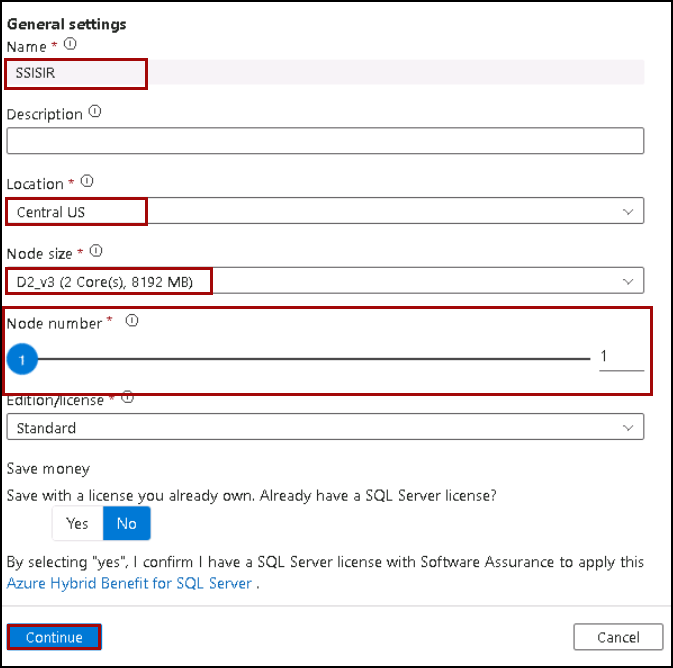 General settings
Name *
SSISIR
Description
Location *
Central US
Node size *
D2_v3 (2 Core(s), 8192 MB)
Node number *
1
1
Edition/license *
Standard
Save money
Save with a license you already own. Already have a SQL Server license?
Yes No
By selecting "yes", I confirm I have a SQL Server license with Software Assurance to apply this
Azure Hybrid Benefit for SQL Server .
Continue Cancel